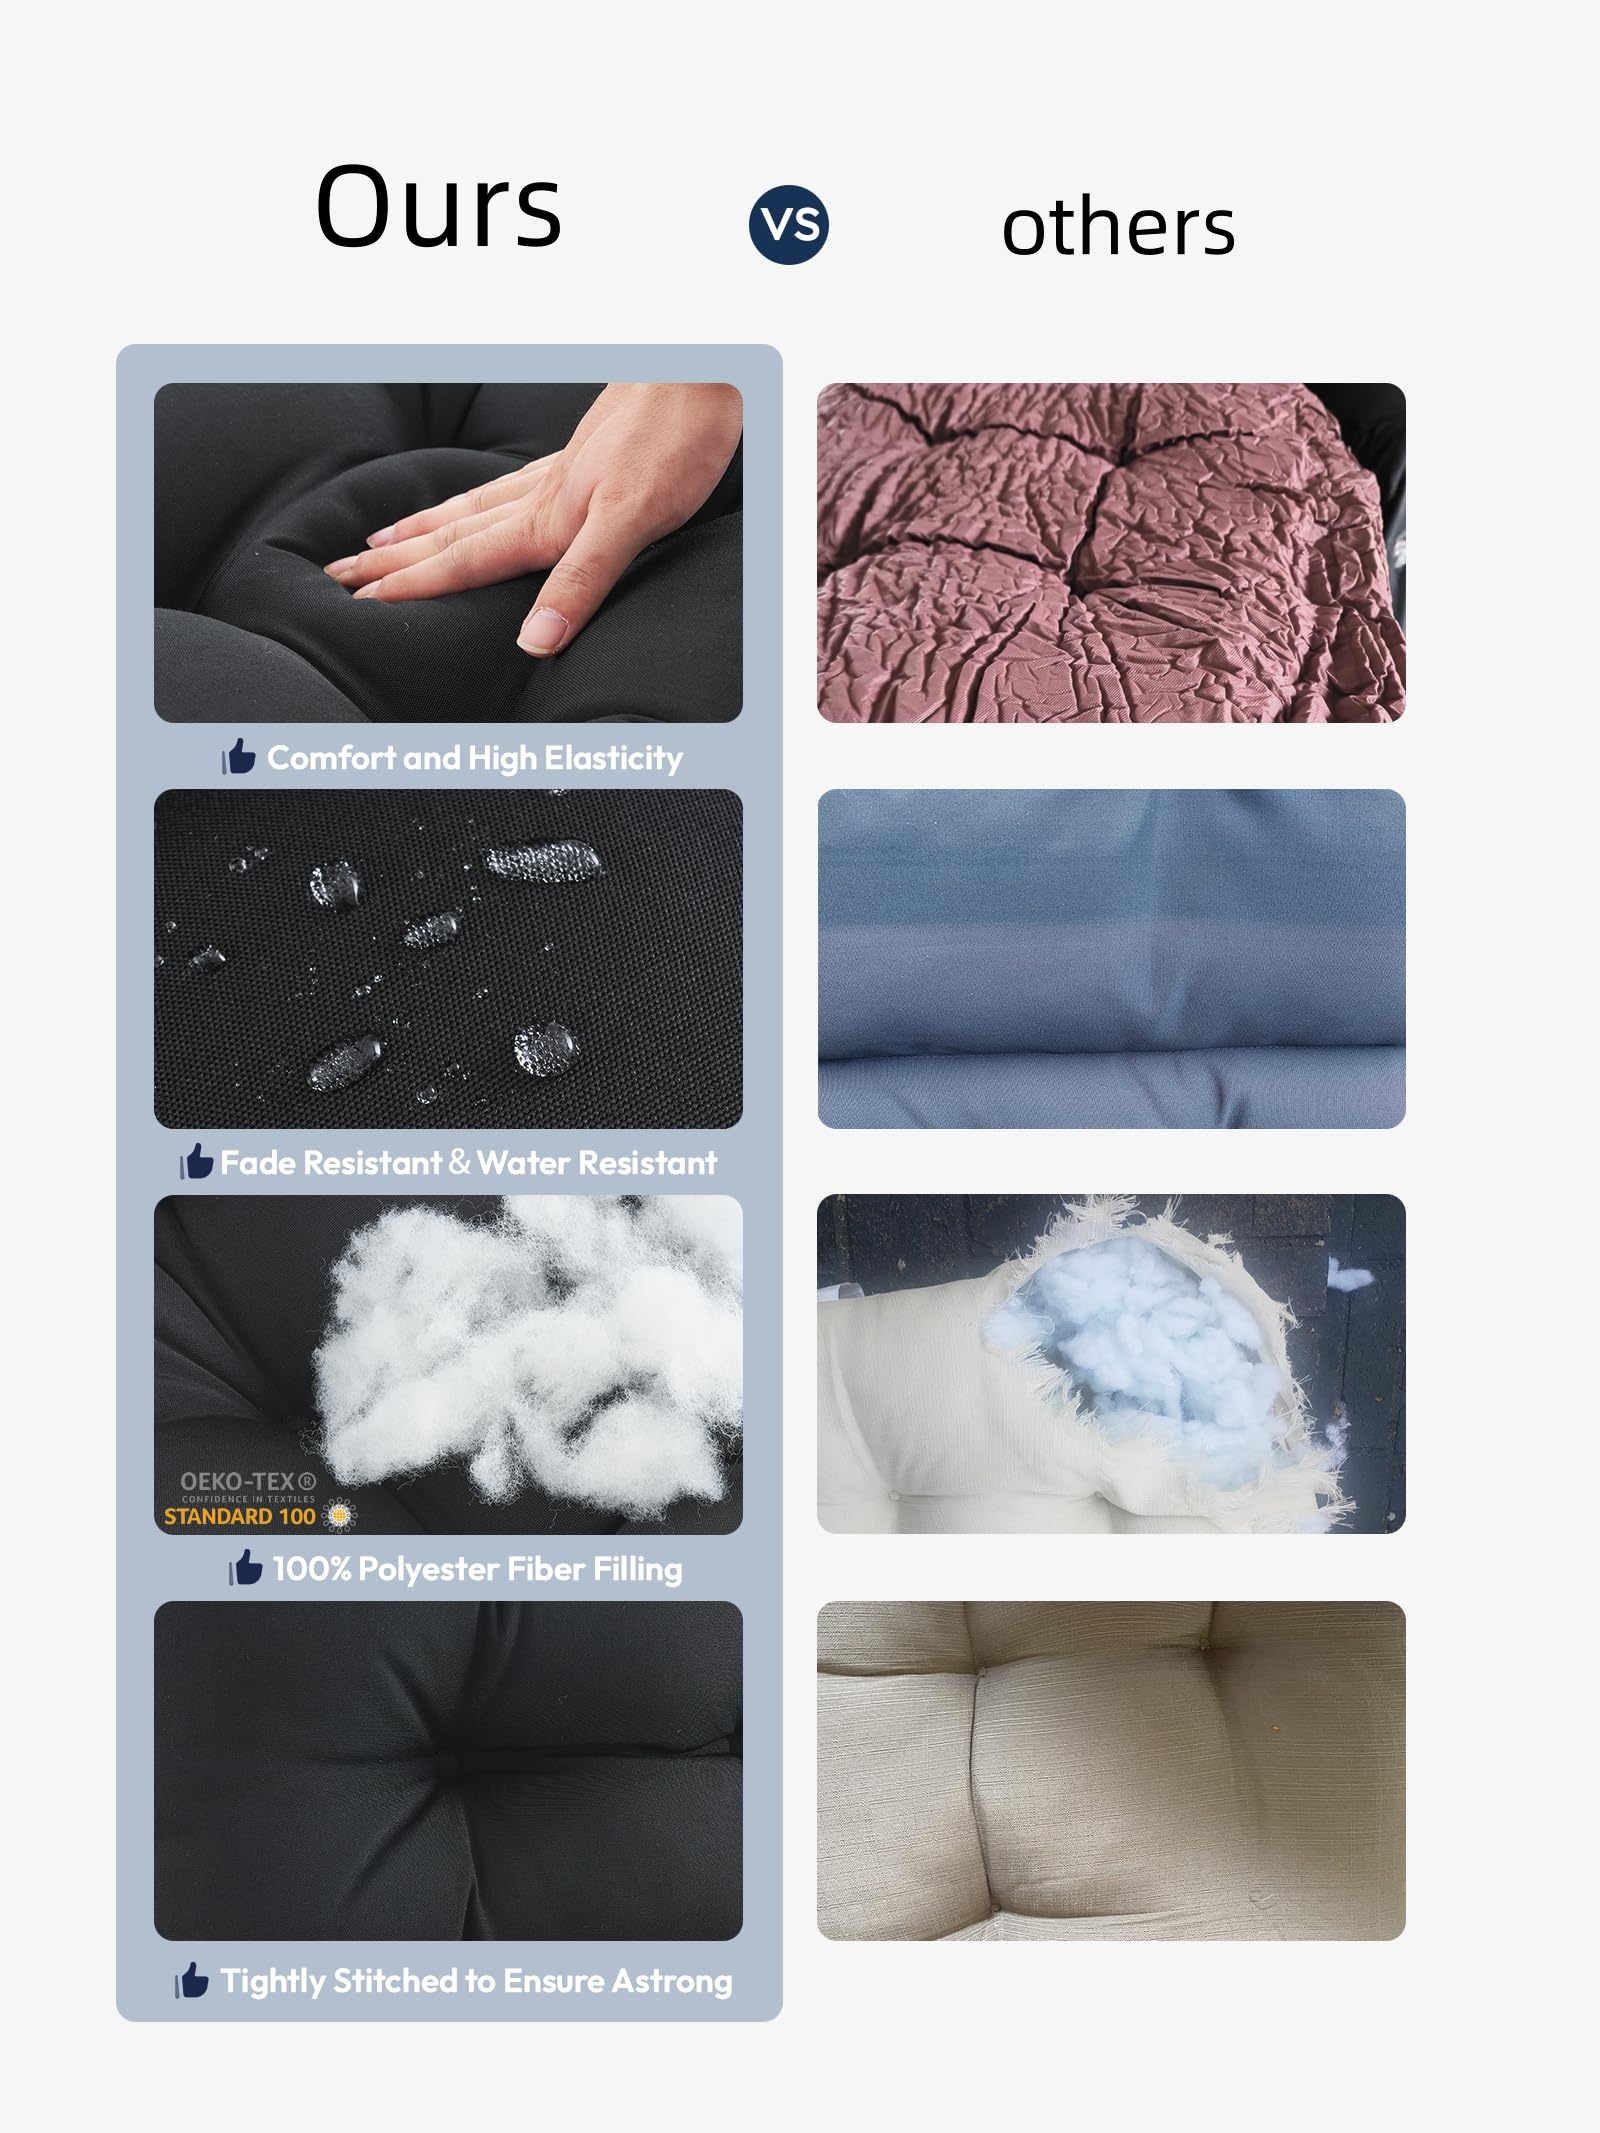 Ours
VS
others
Comfort and High Elasticity
Fade Resistant & Water Resistant
OEKO-TEX®
CONFIDENCE IN TEXTILES
STANDARD 100
100% Polyester Fiber Filling
Tightly Stitched to Ensure Astrong